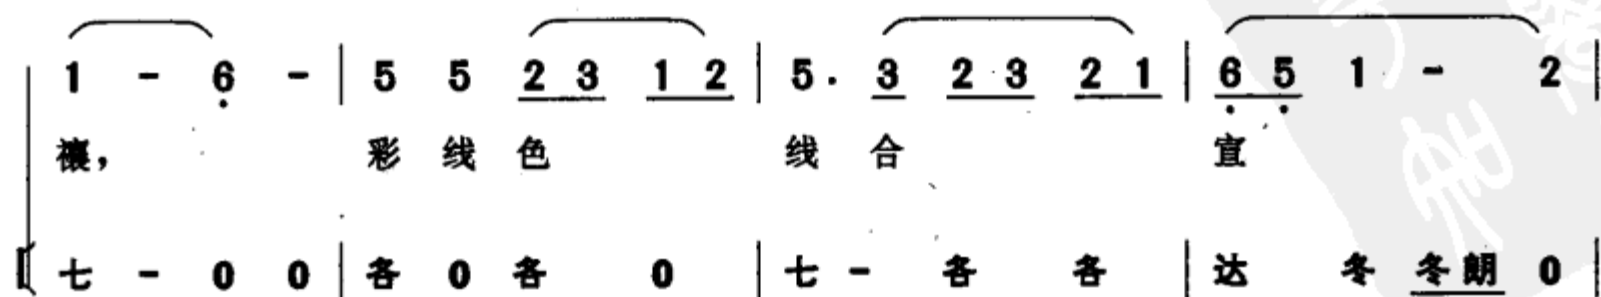 1 - 6 - | 5 5 2 3 1 2 | 5. 3 2 3 2 1 | 6 5 1 - 2 |
禳， 彩 线 色 线 合 宣
七 - 0 0 | 各 0 各 0 | 七 - 各 各 | 达 冬 冬 朗 0 |